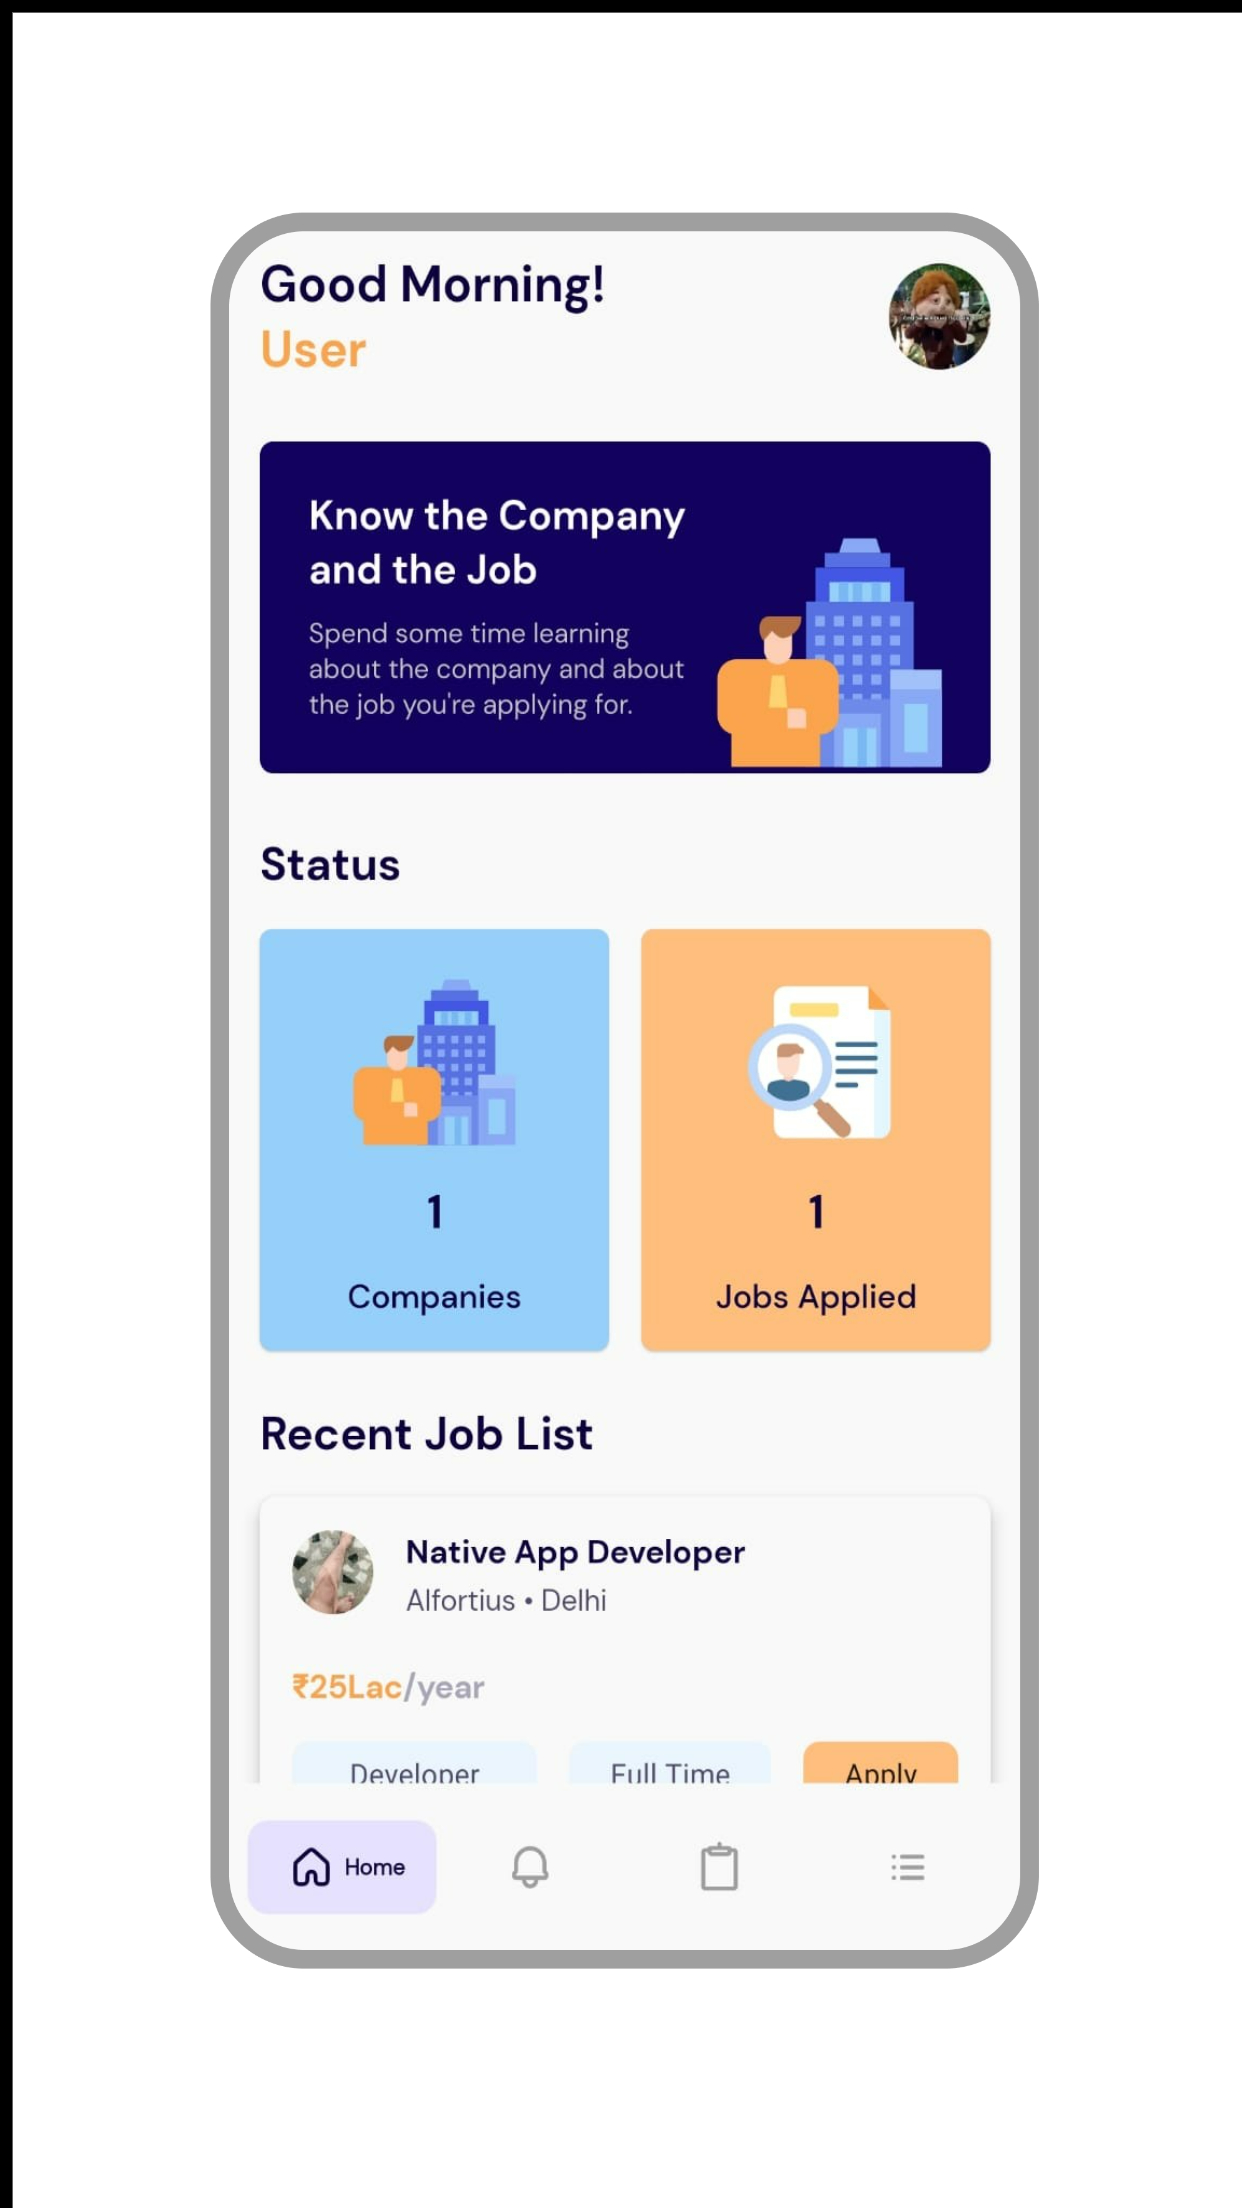 Good Morning!
User
Know the Company
and the Job
Spend some time learning
about the company and about
the job you're applying for.
Status
1
Companies
1
Jobs Applied
Recent Job List
Native App Developer
Alfortius • Delhi
₹25Lac/year
Developer
Full Time
Apply
Home